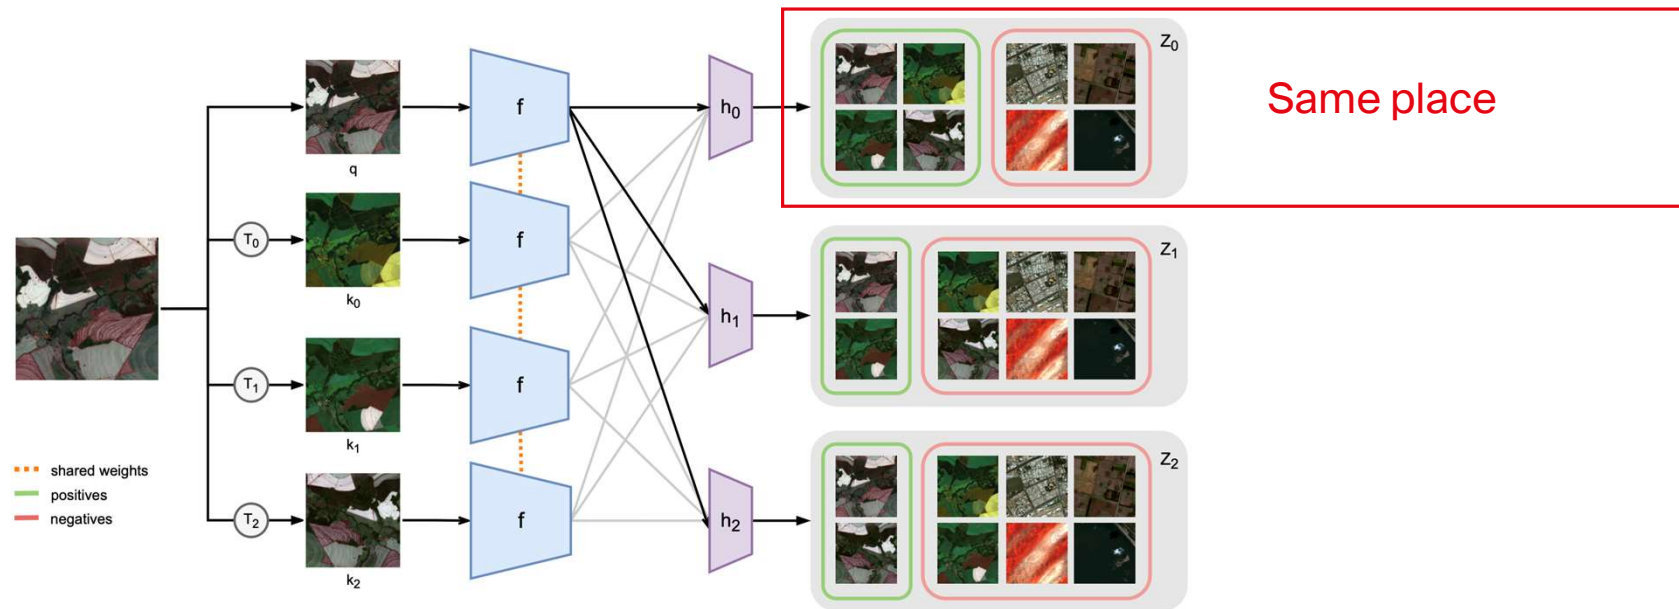 q
f
h0
Z0
Same place
T0
k0
f
T1
k1
f
h1
Z1
T2
k2
f
h2
Z2
shared weights
positives
negatives